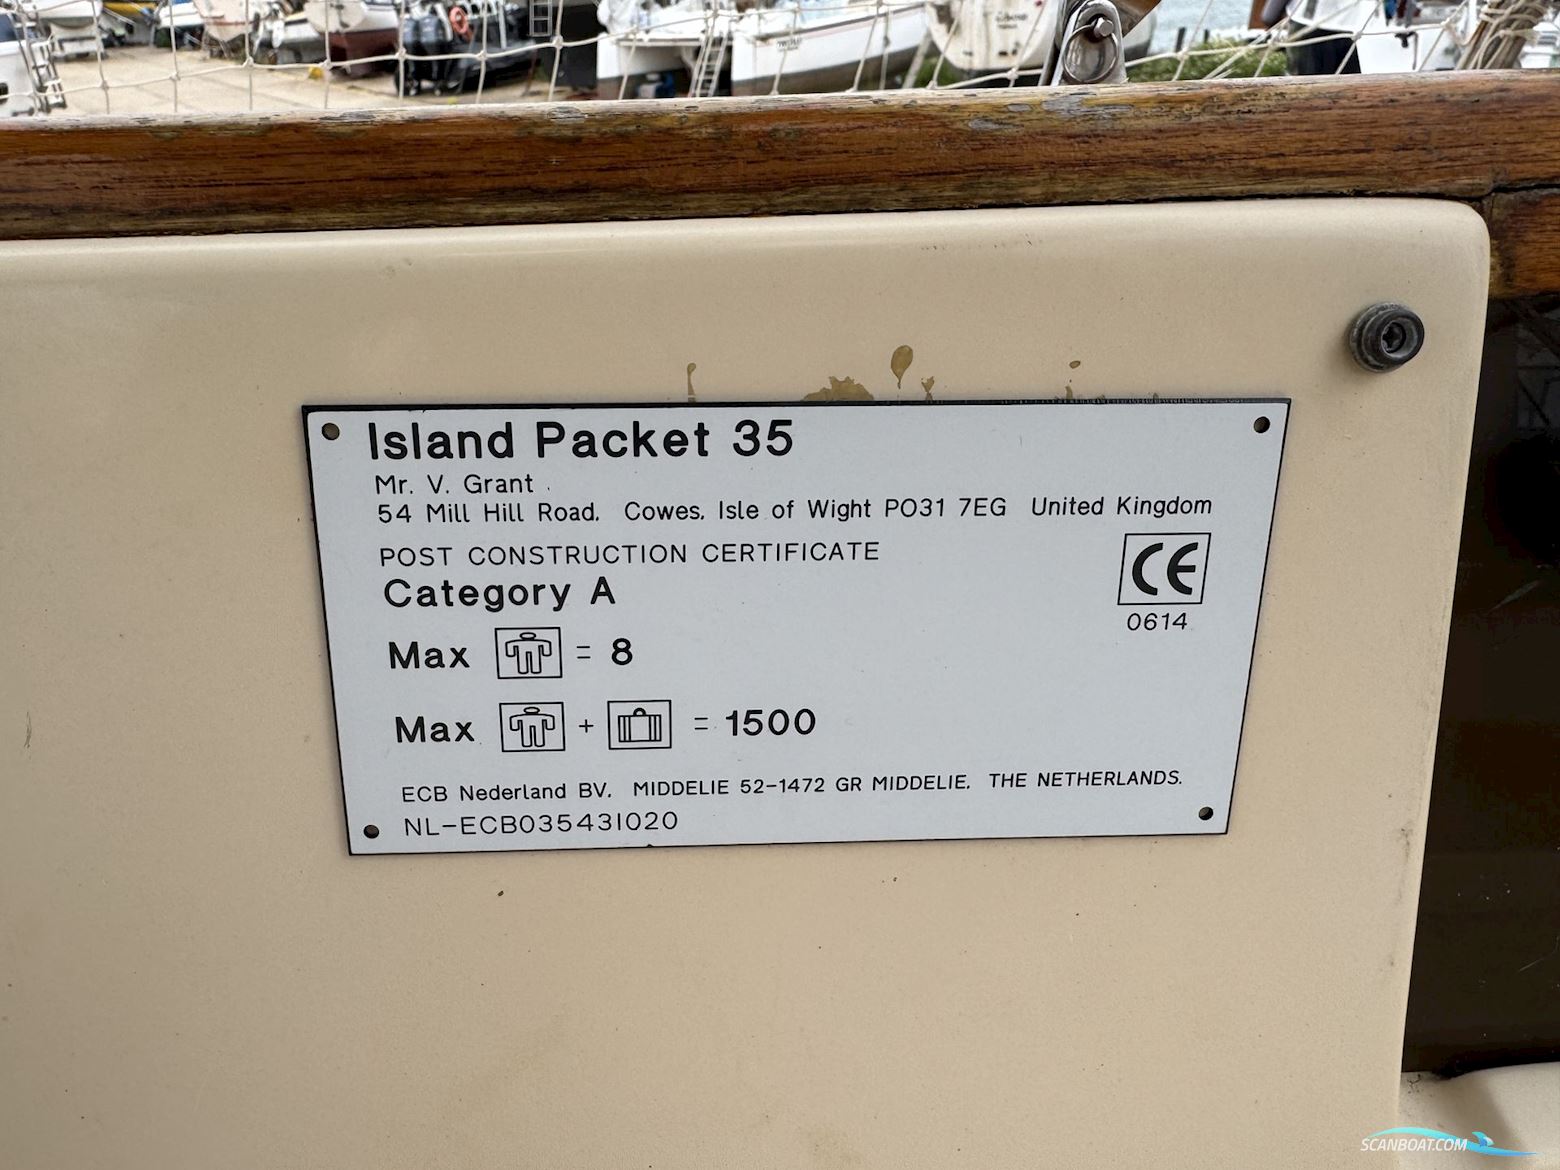 Island Packet 35
Mr. V. Grant
54 Mill Hill Road. Cowes. Isle of Wight PO31 7EG United Kingdom
POST CONSTRUCTION CERTIFICATE
Category A
CE
0614
Max = 8
Max + = 1500
ECB Nederland BV. MIDDELIE 52-1472 GR MIDDELIE. THE NETHERLANDS.
NL-ECB035431020
SCANBOAT.COM